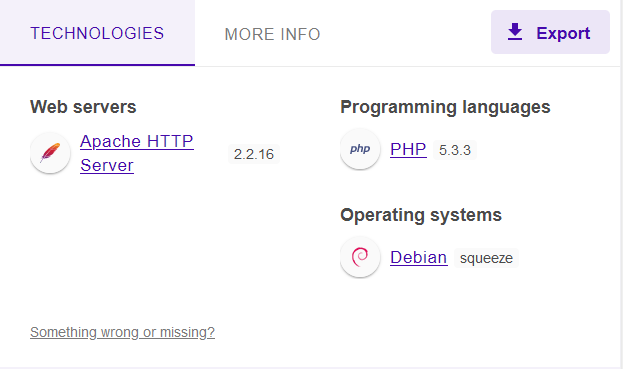 TECHNOLOGIES
MORE INFO
Export
Web servers
Apache HTTP
Server
2.2.16
Programming languages
php
PHP
5.3.3
Operating systems
Debian
squeeze
Something wrong or missing?